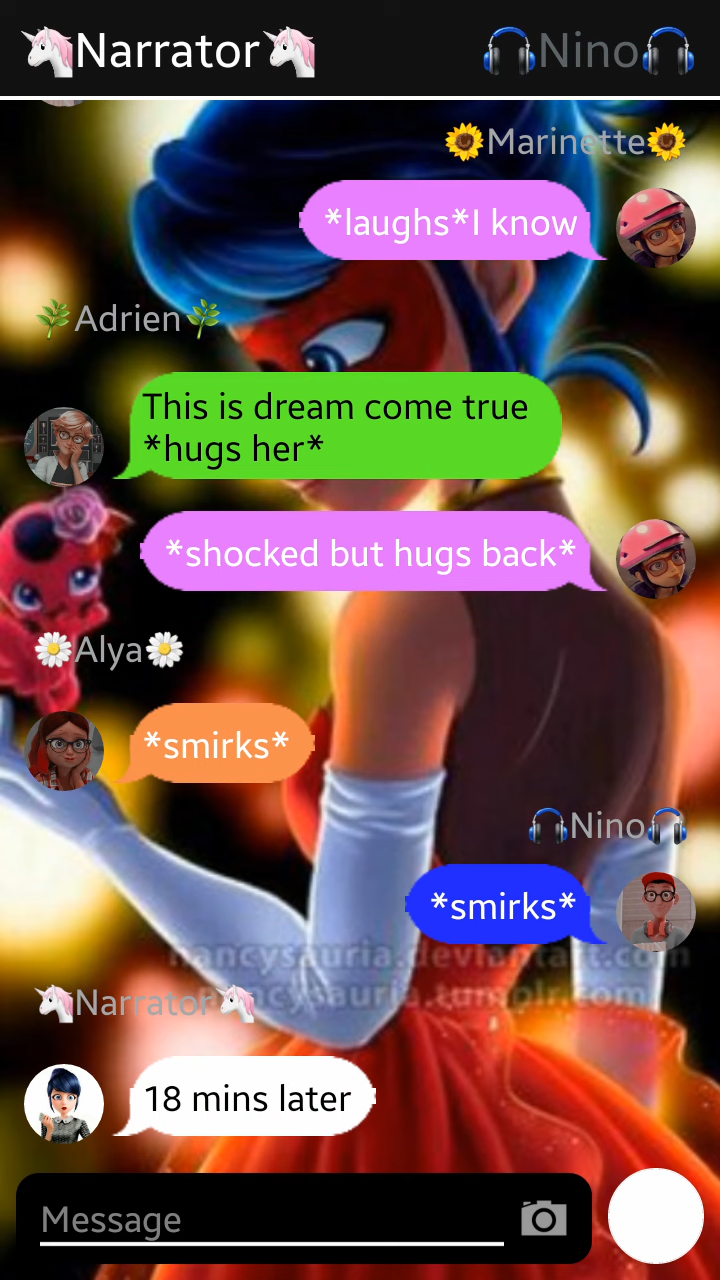 🦄Narrator🦄
🎧Nino🎧
🌻Marinette🌻
*laughs*I know
🌿Adrien🌿
This is dream come true
*hugs her*
*shocked but hugs back*
🌼Alya🌼
*smirks*
🎧Nino🎧
*smirks*
nancysauria.deviantart.com
nancysauria.tumblr.com
🦄Narrator🦄
18 mins later
Message